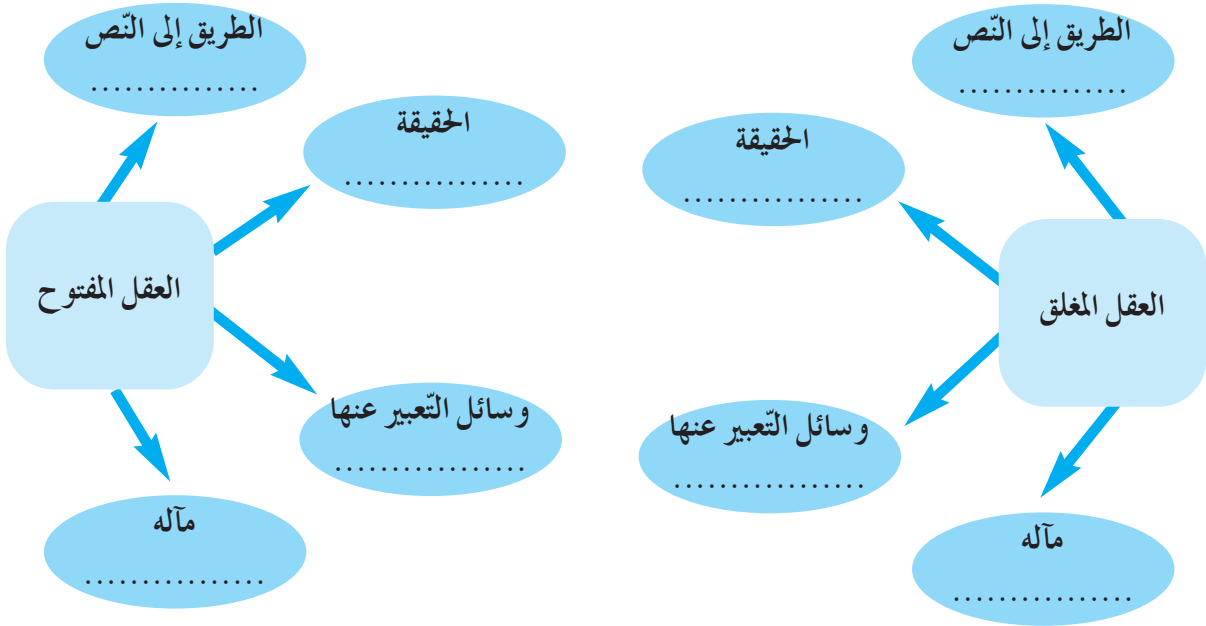 الطريق إلى النّص
...............
الحقيقة
................
العقل المغلق
وسائل التّعبير عنها
.................
مآله
................
الطريق إلى النّص
...............
الحقيقة
................
العقل المفتوح
وسائل التّعبير عنها
.................
مآله
................